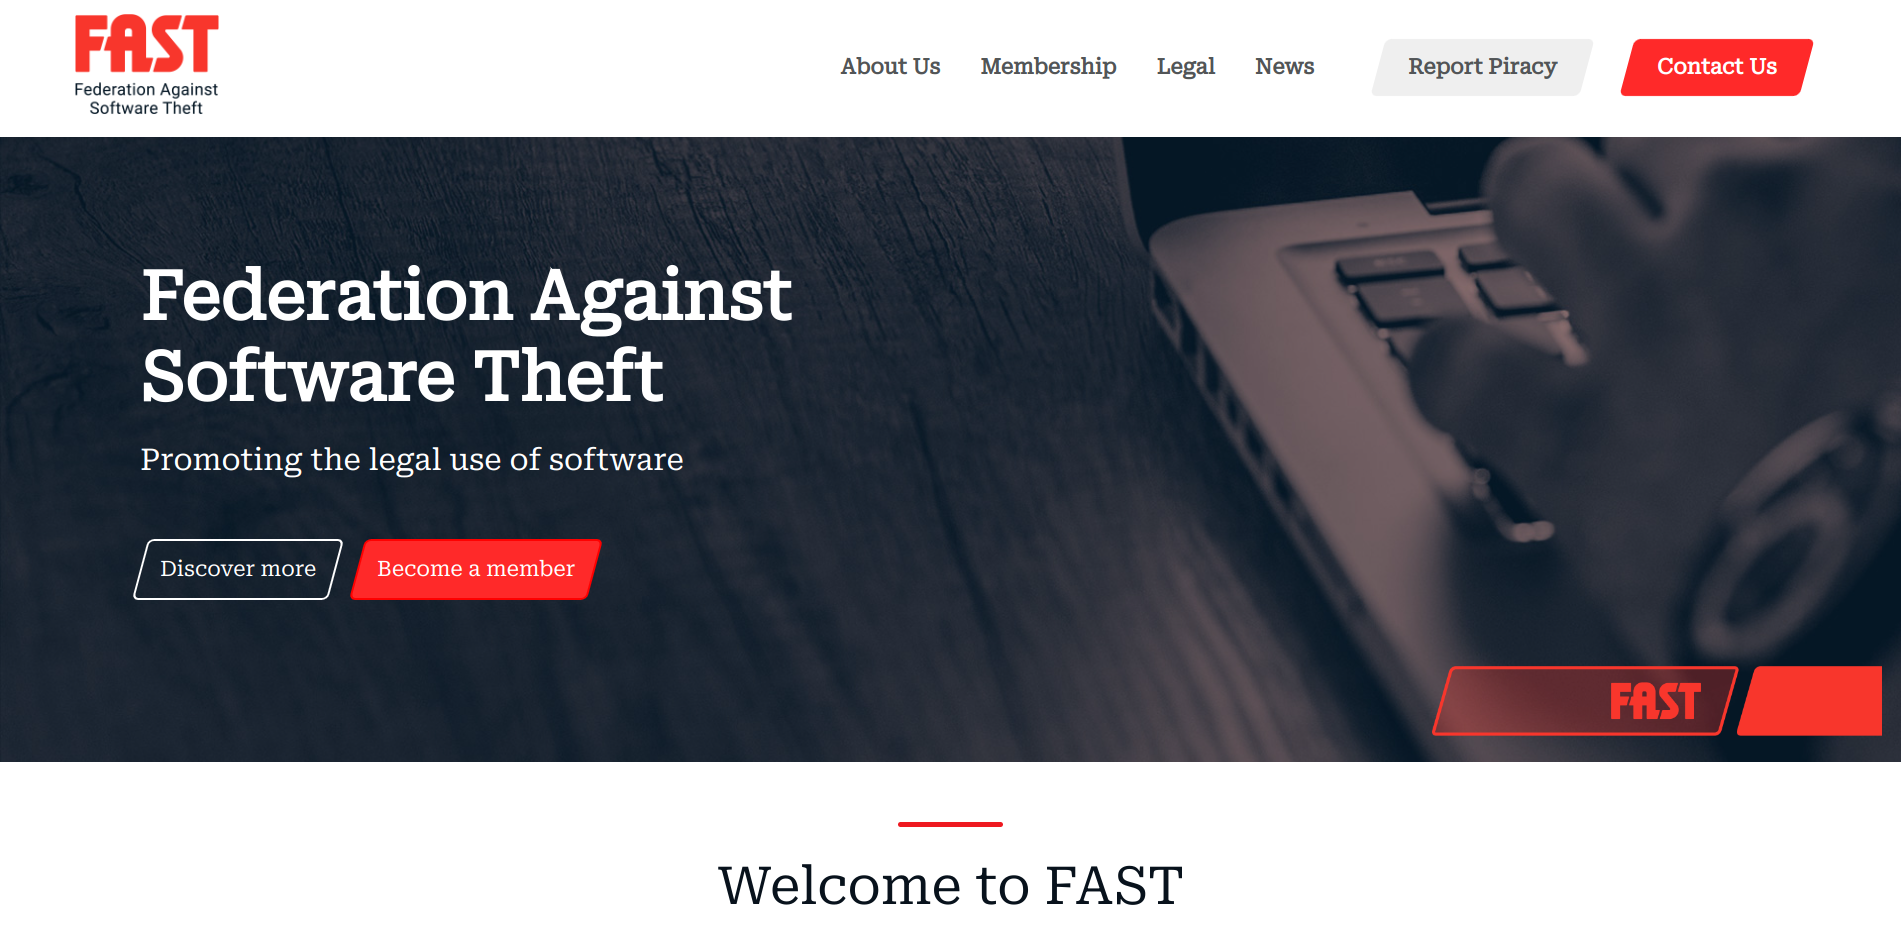 FAST
Federation Against
Software Theft
About Us
Membership
Legal
News
Report Piracy
Contact Us
Federation Against
Software Theft
Promoting the legal use of software
Discover more
Become a member
FAST
Welcome to FAST